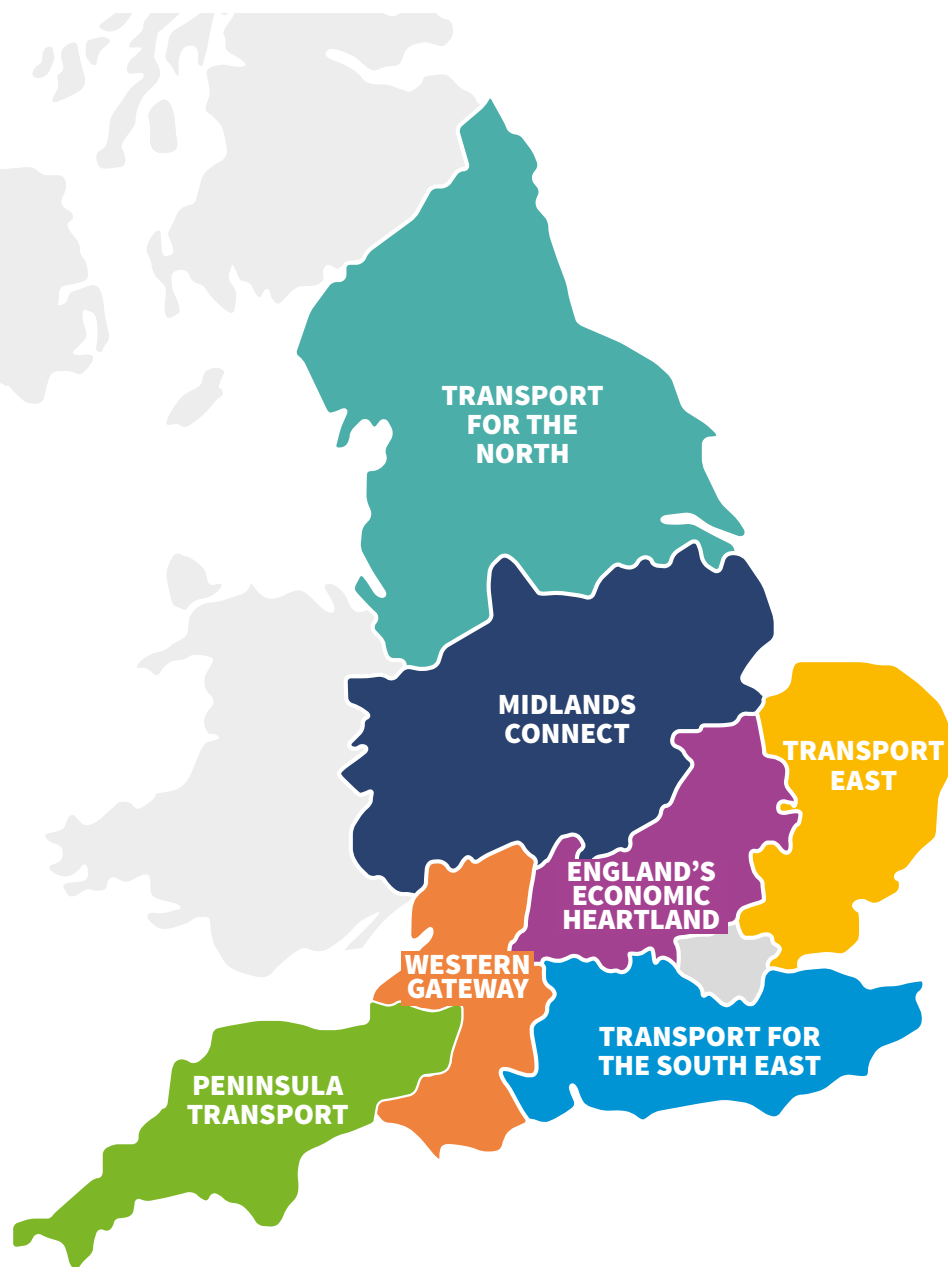 TRANSPORT
FOR THE
NORTH
MIDLANDS
CONNECT
TRANSPORT
EAST
ENGLAND’S
ECONOMIC
HEARTLAND
WESTERN
GATEWAY
TRANSPORT FOR
THE SOUTH EAST
PENINSULA
TRANSPORT